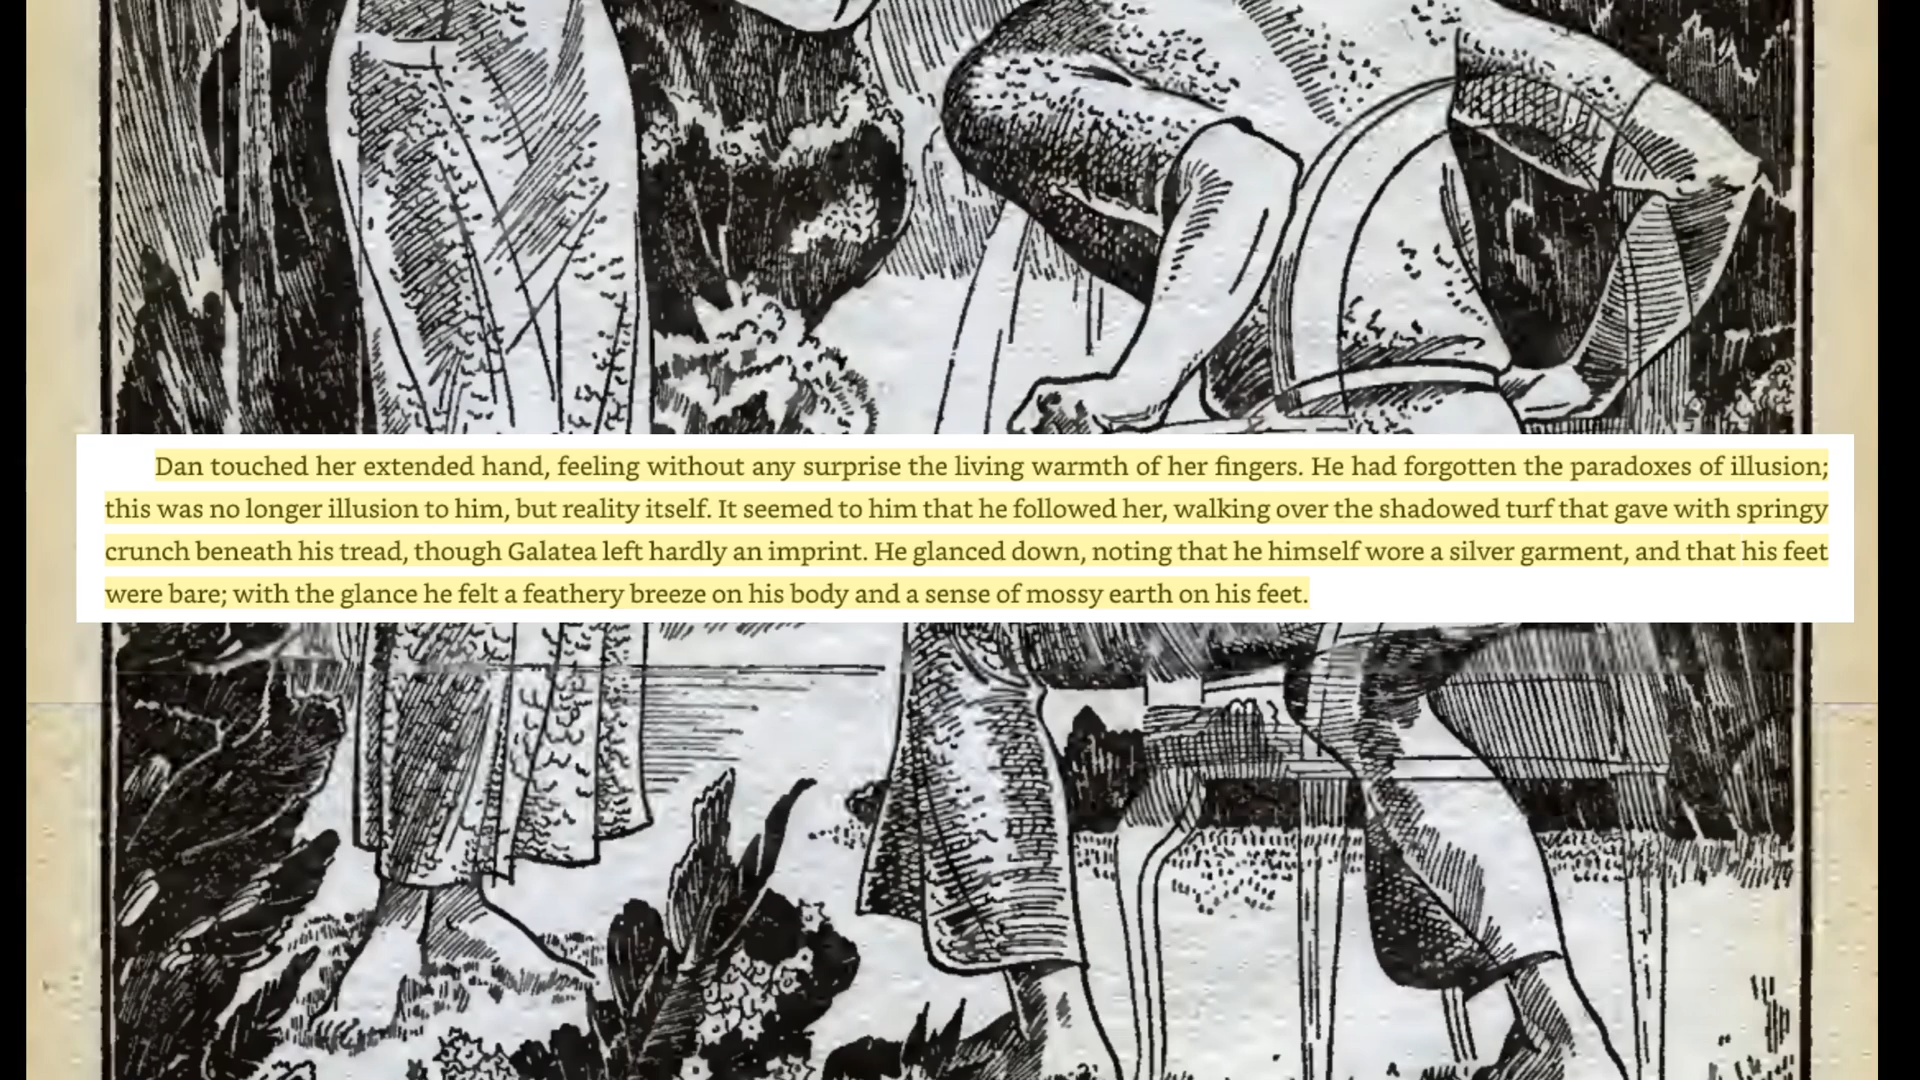 Dan touched her extended hand, feeling without any surprise the living warmth of her fingers. He had forgotten the paradoxes of illusion;
this was no longer illusion to him, but reality itself. It seemed to him that he followed her, walking over the shadowed turf that gave with springy
crunch beneath his tread, though Galatea left hardly an imprint. He glanced down, noting that he himself wore a silver garment, and that his feet
were bare; with the glance he felt a feathery breeze on his body and a sense of mossy earth on his feet.